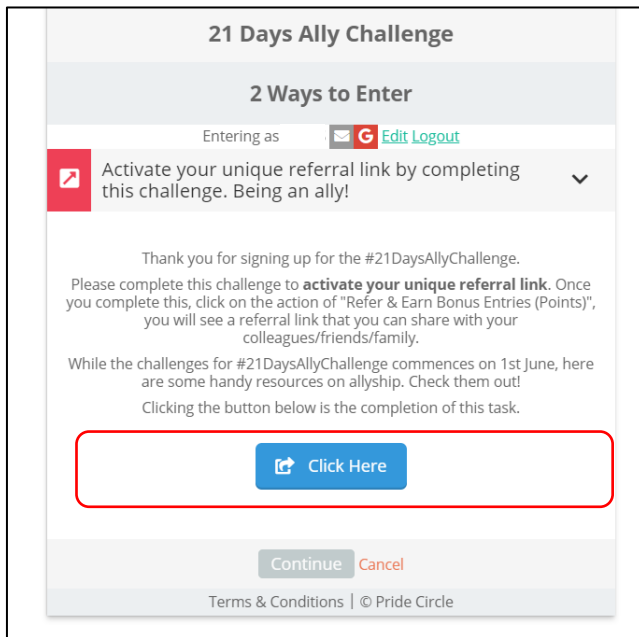 21 Days Ally Challenge
2 Ways to Enter
Entering as G Edit Logout
Activate your unique referral link by completing
this challenge. Being an ally!
Thank you for signing up for the #21DaysAllyChallenge.
Please complete this challenge to activate your unique referral link. Once
you complete this, click on the action of "Refer & Earn Bonus Entries (Points)",
you will see a referral link that you can share with your
colleagues/friends/family.
While the challenges for #21DaysAllyChallenge commences on 1st June, here
are some handy resources on allyship. Check them out!
Clicking the button below is the completion of this task.
Click Here
Continue Cancel
Terms & Conditions | © Pride Circle